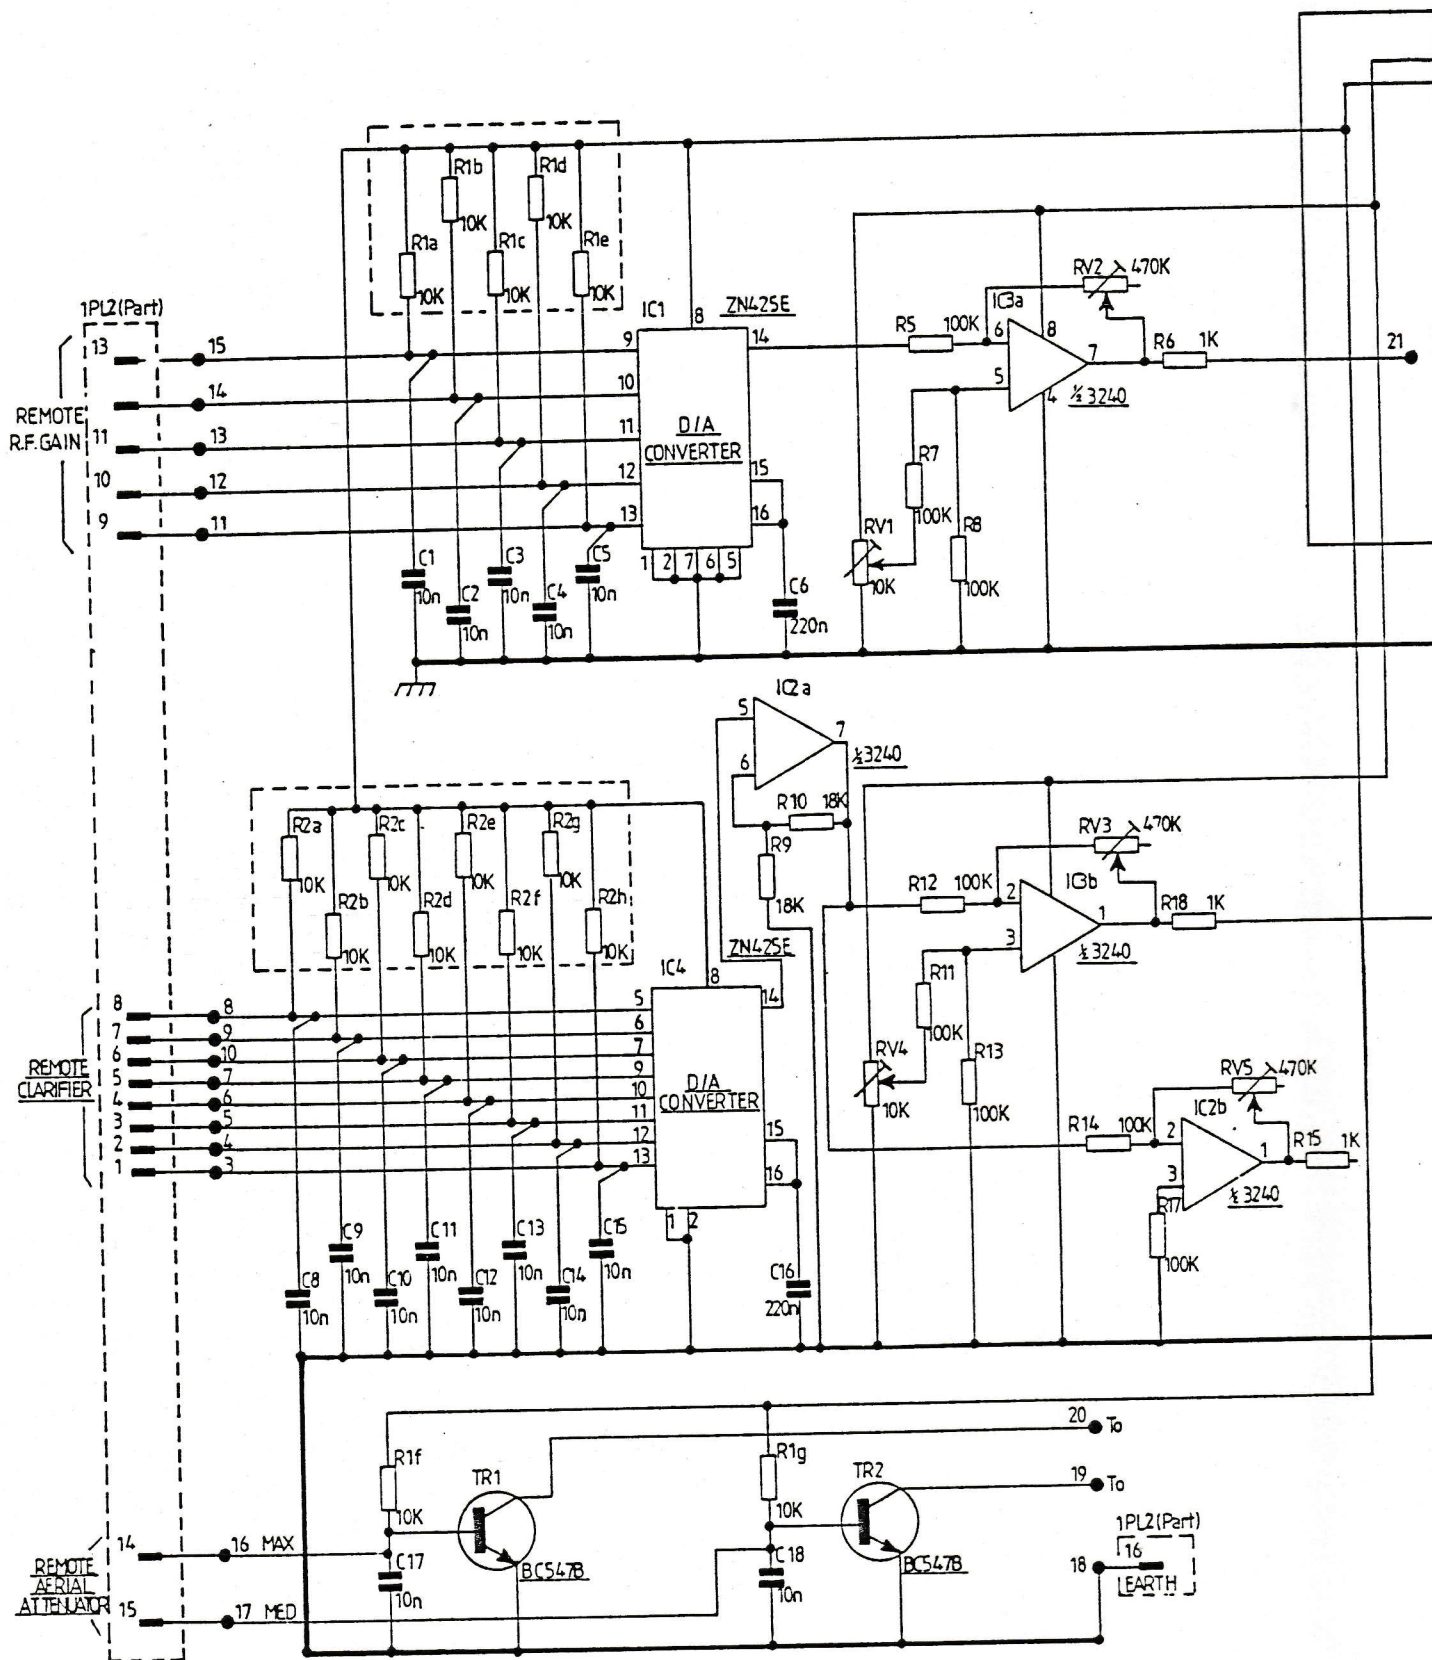 R1b
R1d
10K
10K
R1a
R1c
R1e
10K
10K
10K
1PL2(Part)
IC1
8
ZN425E
RV2
470K
IC3a
13
15
9
14
R5
100K
6
8
7
R6
1K
21
14
10
5
4
½ 3240
REMOTE
R.F. GAIN
11
13
11
D/A
CONVERTER
10
12
12
15
R7
9
11
13
16
100K
RV1
R8
C1
C3
C5
1
2
7
6
5
10K
100K
10n
C2
10n
C4
10n
C6
10n
10n
220n
IC2a
5
7
6
½ 3240
R10
18K
R2a
R2c
R2e
R2g
RV3
470K
R9
10K
R2b
10K
R2d
10K
R2f
10K
R2h
18K
R12
100K
2
IC3b
1
R18
1K
10K
10K
10K
10K
ZN425E
3
½ 3240
IC4
8
R11
8
8
5
14
7
9
6
100K
6
10
7
RV4
R13
RV5
470K
REMOTE
CLARIFIER
5
7
9
D/A
CONVERTER
4
6
10
10K
100K
IC2b
3
5
11
R14
100K
2
4
12
15
2
1
R15
1K
1
3
13
16
3
½ 3240
1
2
R17
C9
C11
C13
C15
100K
C8
10n
C10
10n
C12
10n
C14
10n
C16
10n
10n
10n
10n
220n
20
To
R1f
TR1
R1g
TR2
19
To
10K
10K
1PL2(Part)
14
16 MAX
16
REMOTE
AERIAL
ATTENUATOR
C17
BC547B
C18
BC547B
18
EARTH
10n
10n
15
17 MED